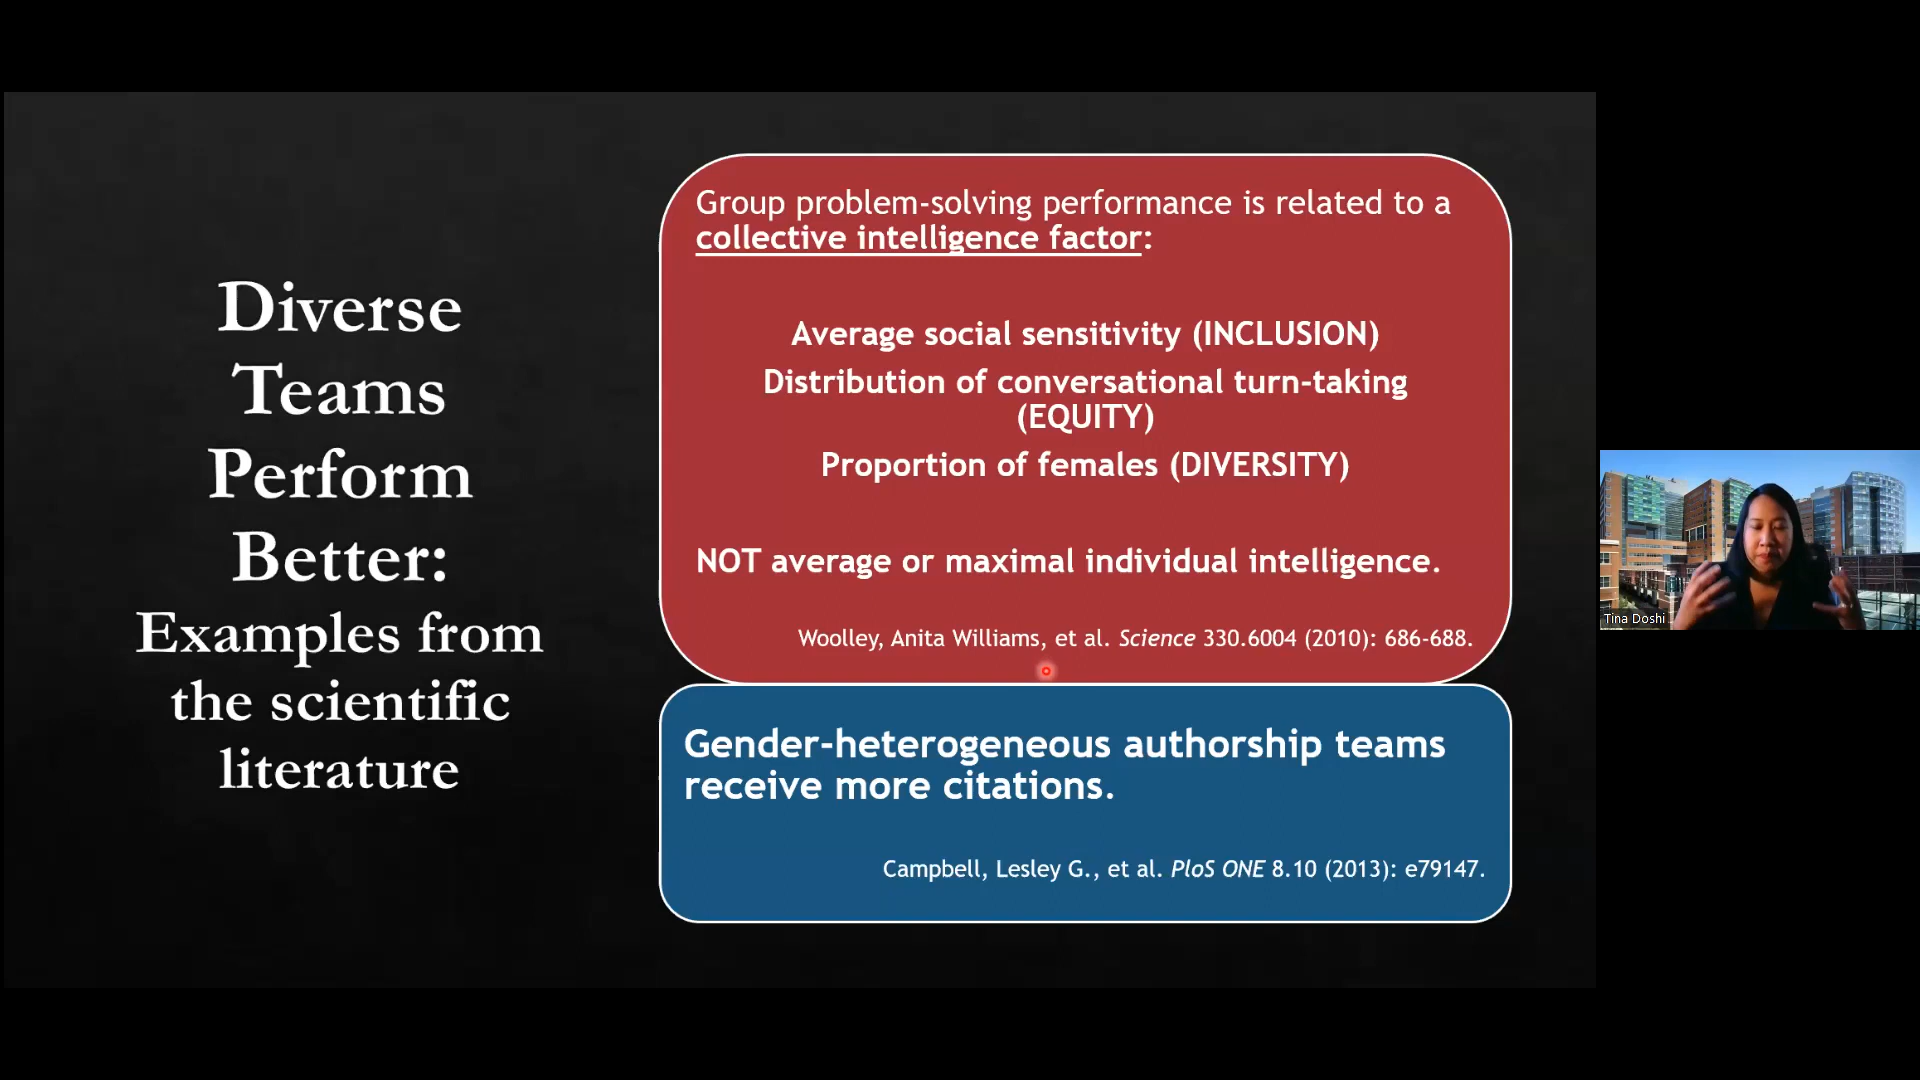 Diverse
Teams
Perform
Better:
Examples from
the scientific
literature
Group problem-solving performance is related to a
collective intelligence factor:
Average social sensitivity (INCLUSION)
Distribution of conversational turn-taking
(EQUITY)
Proportion of females (DIVERSITY)
NOT average or maximal individual intelligence.
Woolley, Anita Williams, et al. Science 330.6004 (2010): 686-688.
Gender-heterogeneous authorship teams
receive more citations.
Campbell, Lesley G., et al. PloS ONE 8.10 (2013): e79147.
Tina Doshi